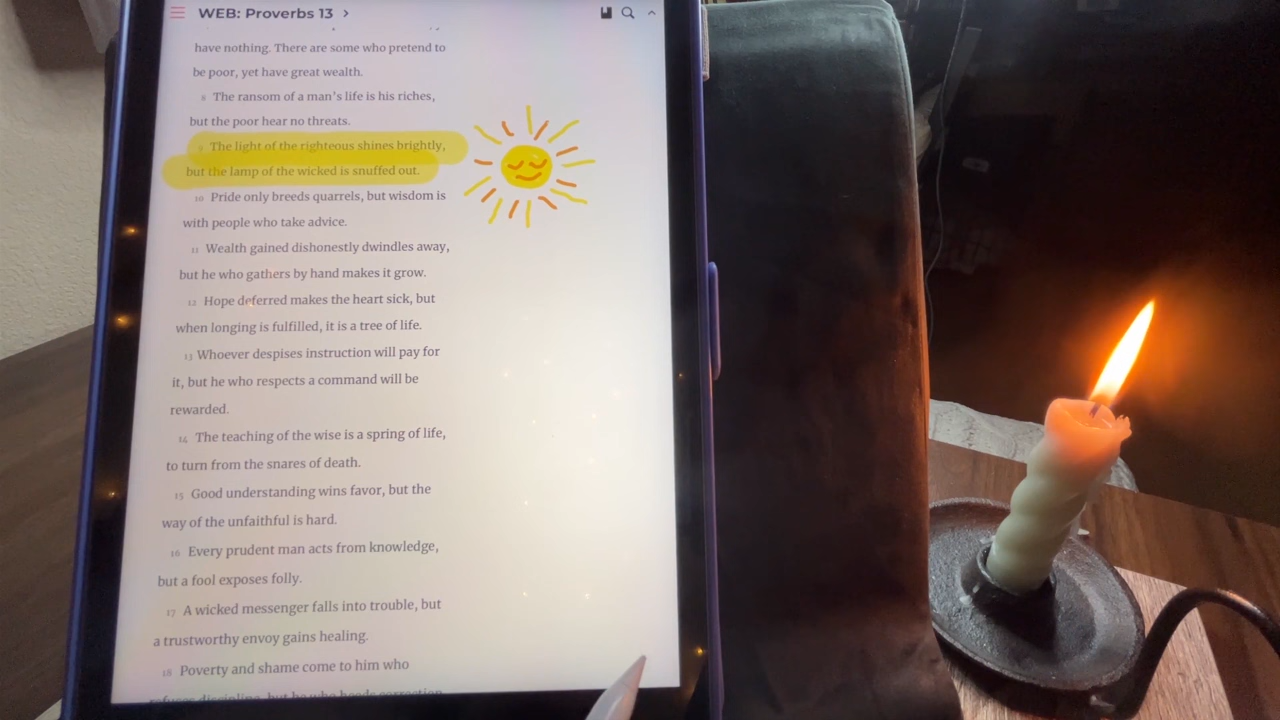 WEB: Proverbs 13
have nothing. There are some who pretend to
be poor, yet have great wealth.
8 The ransom of a man's life is his riches,
but the poor hear no threats.
9 The light of the righteous shines brightly,
but the lamp of the wicked is snuffed out.
10 Pride only breeds quarrels, but wisdom is
with people who take advice.
11 Wealth gained dishonestly dwindles away,
but he who gathers by hand makes it grow.
12 Hope deferred makes the heart sick, but
when longing is fulfilled, it is a tree of life.
13 Whoever despises instruction will pay for
it, but he who respects a command will be
rewarded.
14 The teaching of the wise is a spring of life,
to turn from the snares of death.
15 Good understanding wins favor, but the
way of the unfaithful is hard.
16 Every prudent man acts from knowledge,
but a fool exposes folly.
17 A wicked messenger falls into trouble, but
a trustworthy envoy gains healing.
18 Poverty and shame come to him who
refuses discipline, but he who heeds correction